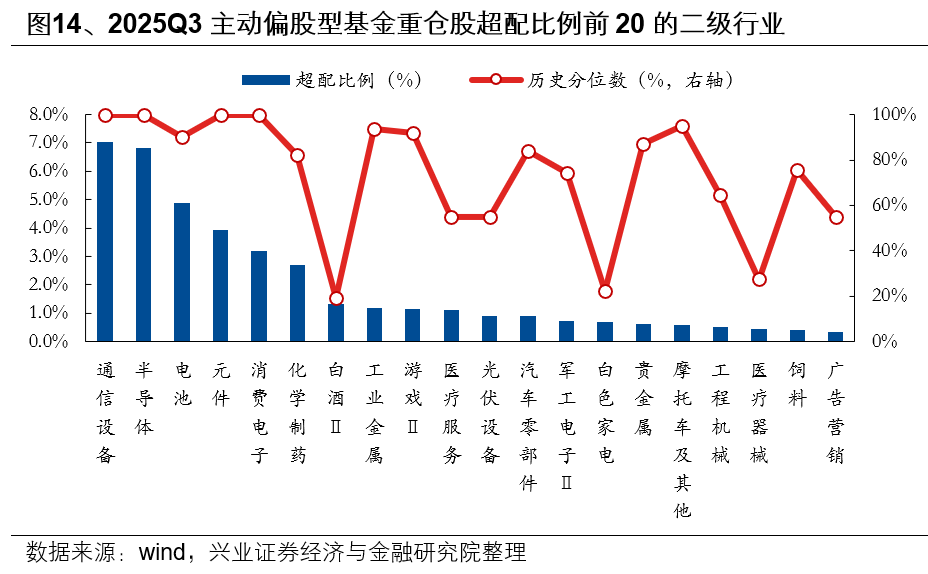 图14、2025Q3 主动偏股型基金重仓股超配比例前 20 的二级行业
超配比例（%）
历史分位数（%，右轴）
8.0%
7.0%
6.0%
5.0%
4.0%
3.0%
2.0%
1.0%
0.0%
100%
80%
60%
40%
20%
0%
通信设备
半导体
电池
元件
消费电子
化学制药
白酒Ⅱ
工业金属
游戏Ⅱ
医疗服务
光伏设备
汽车零部件
军工电子Ⅱ
白色家电
贵金属
摩托车及其他
工程机械
医疗器械
饲料
广告营销
数据来源：wind，兴业证券经济与金融研究院整理